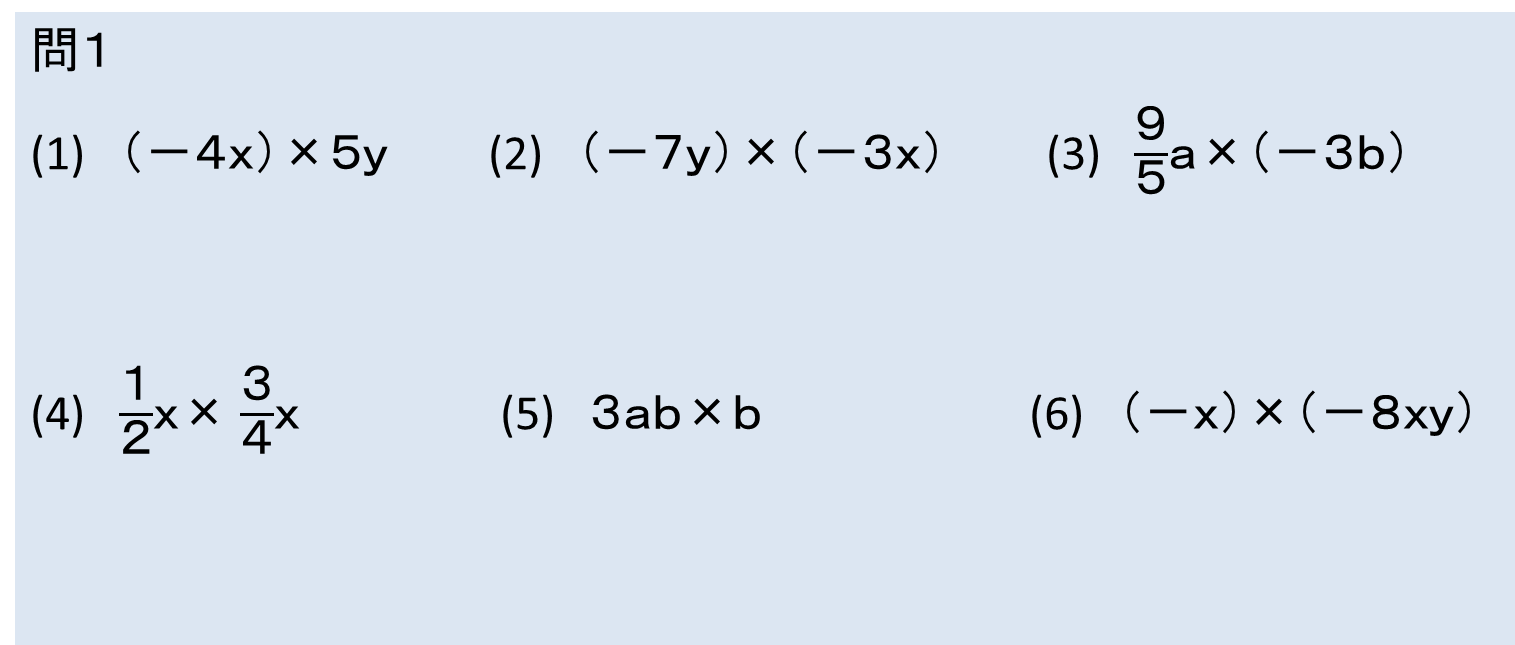 問１
(1) （－４ｘ）×５ｙ (2) （－７ｙ）×（－３ｘ） (3) 9/5ａ×（－３ｂ）
(4) 1/2ｘ× 3/4ｘ (5) ３ａｂ×ｂ (6) （－ｘ）×（－８ｘｙ）